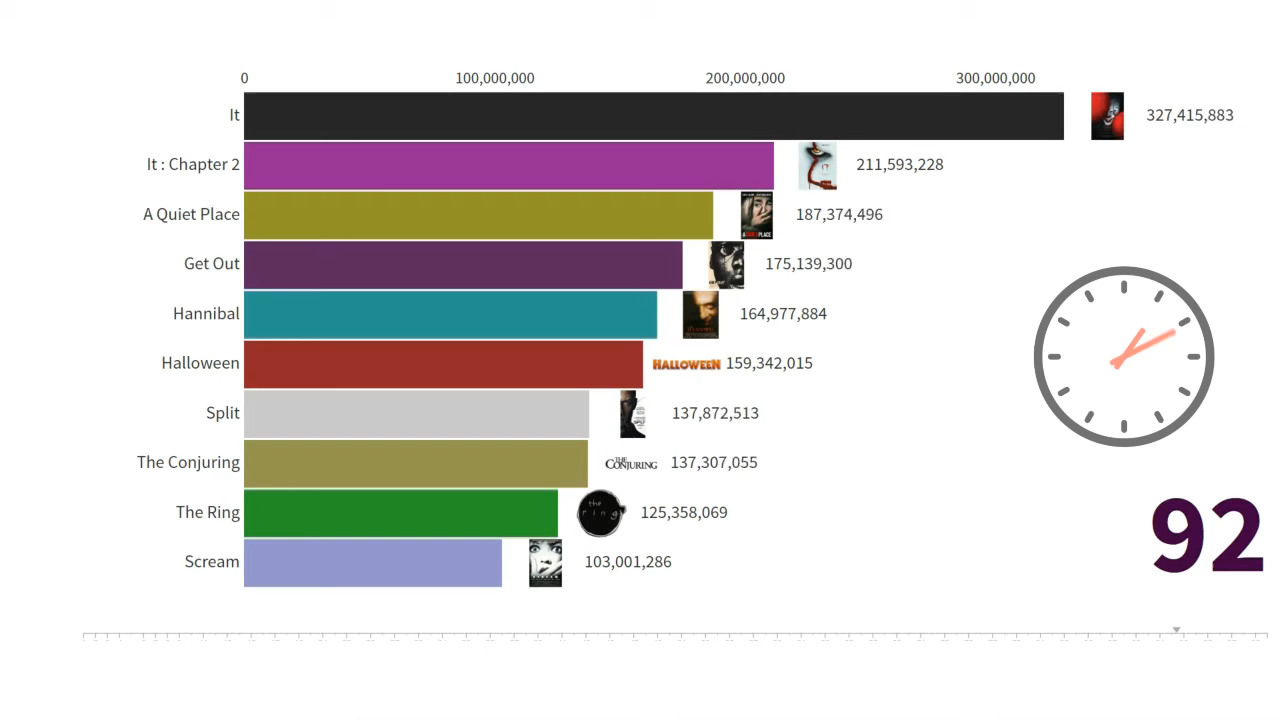 0 100,000,000 200,000,000 300,000,000
It 327,415,883
It : Chapter 2 211,593,228
A Quiet Place 187,374,496
Get Out 175,139,300
Hannibal 164,977,884
Halloween HALLOWEEN 159,342,015
Split 137,872,513
The Conjuring THE CONJURING 137,307,055
The Ring the ring 125,358,069
Scream 103,001,286
92